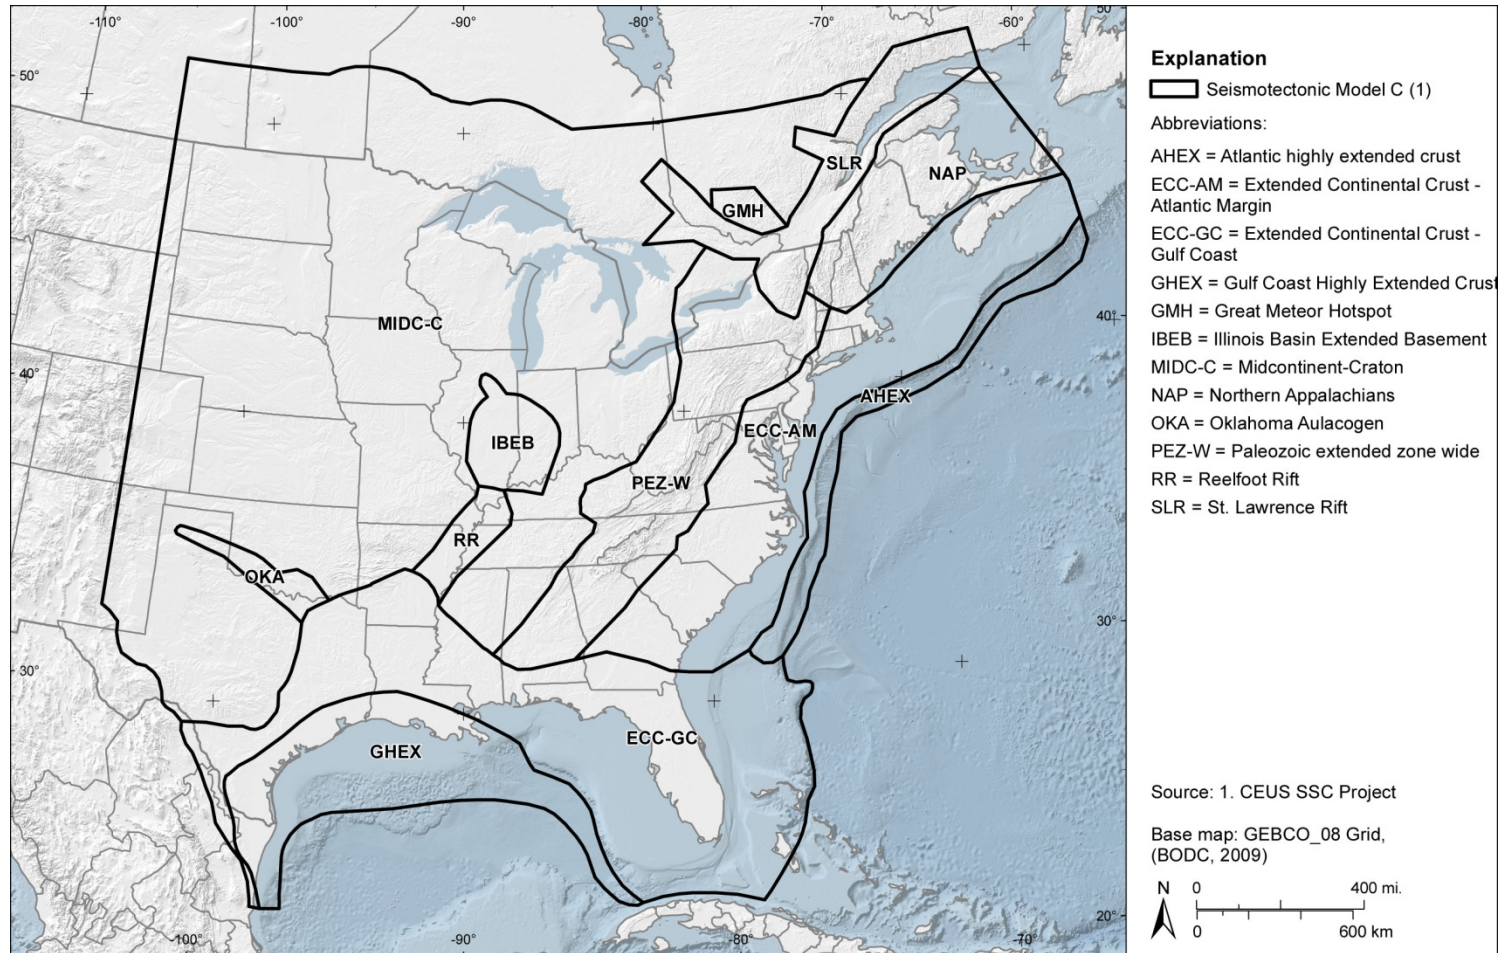 -110°
-100°
-90°
-80°
-70°
-60°
50°
50°
SLR
NAP
GMH
40°
MIDC-C
40°
AHEX
ECC-AM
IBEB
PEZ-W
RR
OKA
30°
30°
ECC-GC
GHEX
20°
-100°
-90°
-80°
-70°
Explanation
Seismotectonic Model C (1)
Abbreviations:
AHEX = Atlantic highly extended crust
ECC-AM = Extended Continental Crust -
Atlantic Margin
ECC-GC = Extended Continental Crust -
Gulf Coast
GHEX = Gulf Coast Highly Extended Crust
GMH = Great Meteor Hotspot
IBEB = Illinois Basin Extended Basement
MIDC-C = Midcontinent-Craton
NAP = Northern Appalachians
OKA = Oklahoma Aulacogen
PEZ-W = Paleozoic extended zone wide
RR = Reelfoot Rift
SLR = St. Lawrence Rift
Source: 1. CEUS SSC Project
Base map: GEBCO_08 Grid,
(BODC, 2009)
N
0 400 mi.
0 600 km